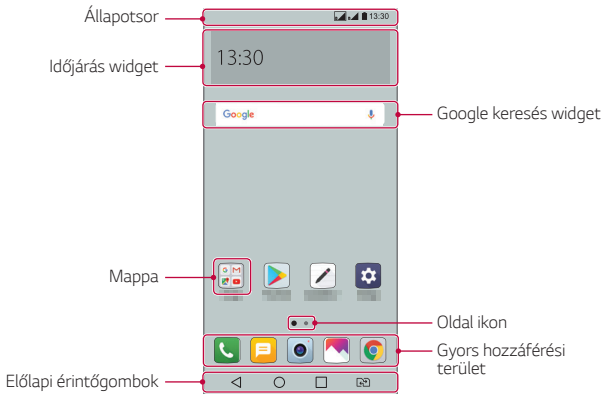 Állapotsor
13:30
Időjárás widget
13:30
Google
Google keresés widget
Mappa
Oldal ikon
Gyors hozzáférési
terület
Előlapi érintőgombok